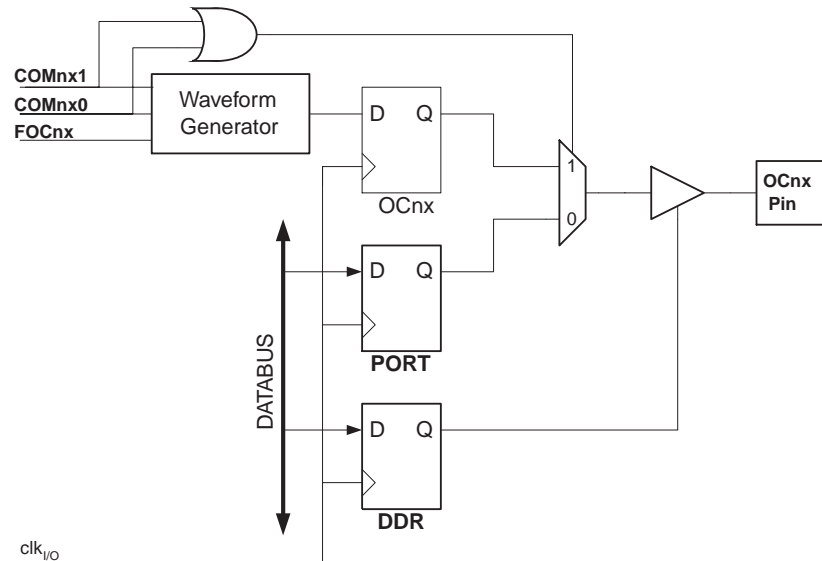 COMnx1
COMnx0
FOCnx
Waveform
Generator
D Q
OCnx
1
0
OCnx
Pin
DATABUS
D Q
PORT
D Q
DDR
clkI/O